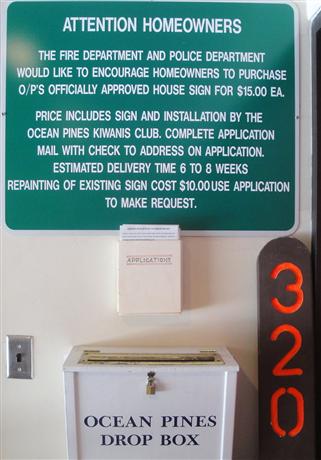 ATTENTION HOMEOWNERS
THE FIRE DEPARTMENT AND POLICE DEPARTMENT
WOULD LIKE TO ENCOURAGE HOMEOWNERS TO PURCHASE
O/P'S OFFICIALLY APPROVED HOUSE SIGN FOR $15.00 EA.
PRICE INCLUDES SIGN AND INSTALLATION BY THE
OCEAN PINES KIWANIS CLUB. COMPLETE APPLICATION
MAIL WITH CHECK TO ADDRESS ON APPLICATION.
ESTIMATED DELIVERY TIME 6 TO 8 WEEKS
REPAINTING OF EXISTING SIGN COST $10.00 USE APPLICATION
TO MAKE REQUEST.
APPLICATIONS
320
OCEAN PINES
DROP BOX